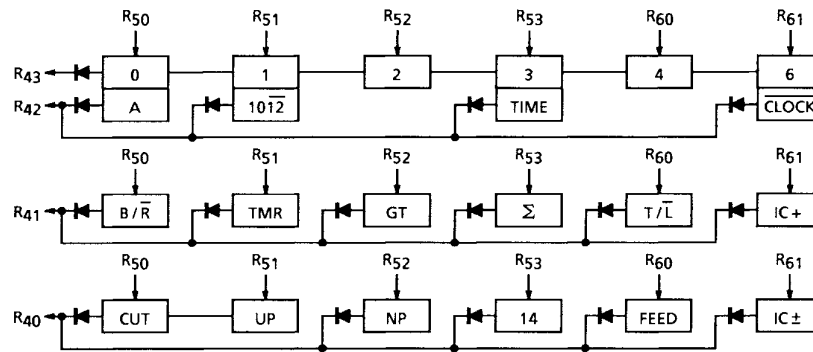 R50 R51 R52 R53 R60 R61
R43 0 1 2 3 4 6
R42 A 101̅2̅ TIME C̅L̅O̅C̅K̅
R50 R51 R52 R53 R60 R61
R41 B/R̅ TMR GT Σ T/L̅ IC+
R50 R51 R52 R53 R60 R61
R40 CUT UP NP 14 FEED IC±